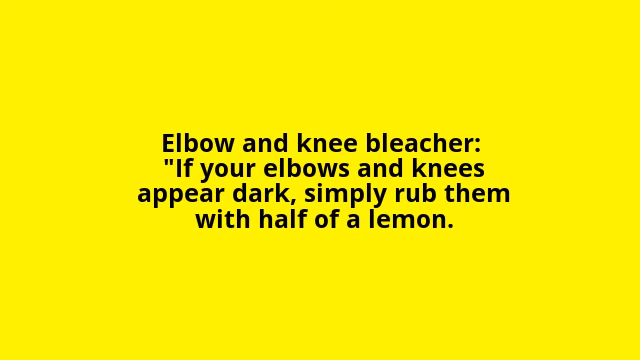 Elbow and knee bleacher:
"If your elbows and knees
appear dark, simply rub them
with half of a lemon.